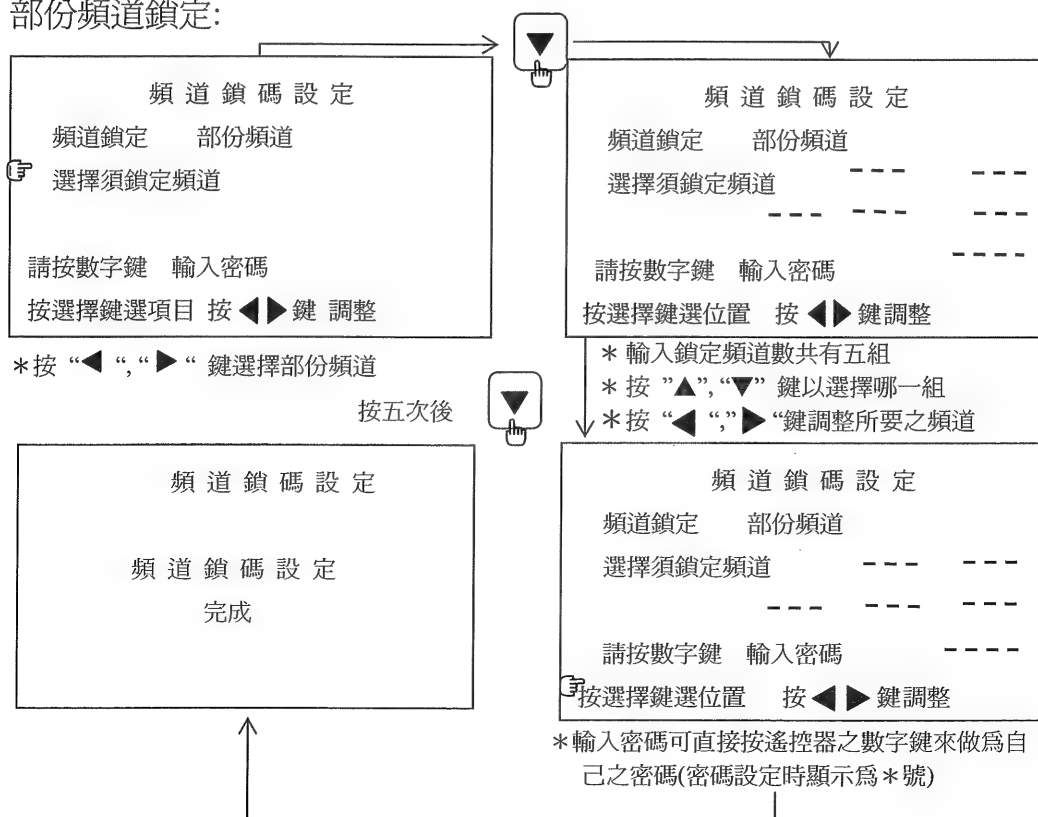 部份頻道鎖定:
頻道鎖碼設定
頻道鎖定 部份頻道
選擇須鎖定頻道
請按數字鍵 輸入密碼
按選擇鍵選項目 按 ◀ ▶ 鍵 調整
＊按 “◀ “, “ ▶ “ 鍵選擇部份頻道
頻道鎖碼設定
頻道鎖定 部份頻道
選擇須鎖定頻道 --- ---
--- --- ---
----
請按數字鍵 輸入密碼
按選擇鍵選位置 按 ◀ ▶ 鍵調整
＊ 輸入鎖定頻道數共有五組
＊ 按 ”▲”, “▼” 鍵以選擇哪一組
＊按 “◀ “,” ▶ “鍵調整所要之頻道
按五次後
頻道鎖碼設定
頻道鎖定 部份頻道
選擇須鎖定頻道 --- ---
--- --- ---
請按數字鍵 輸入密碼 ----
按選擇鍵選位置 按 ◀ ▶ 鍵調整
＊輸入密碼可直接按遙控器之數字鍵來做爲自
己之密碼(密碼設定時顯示爲＊號)
頻道鎖碼設定
頻道鎖碼設定
完成